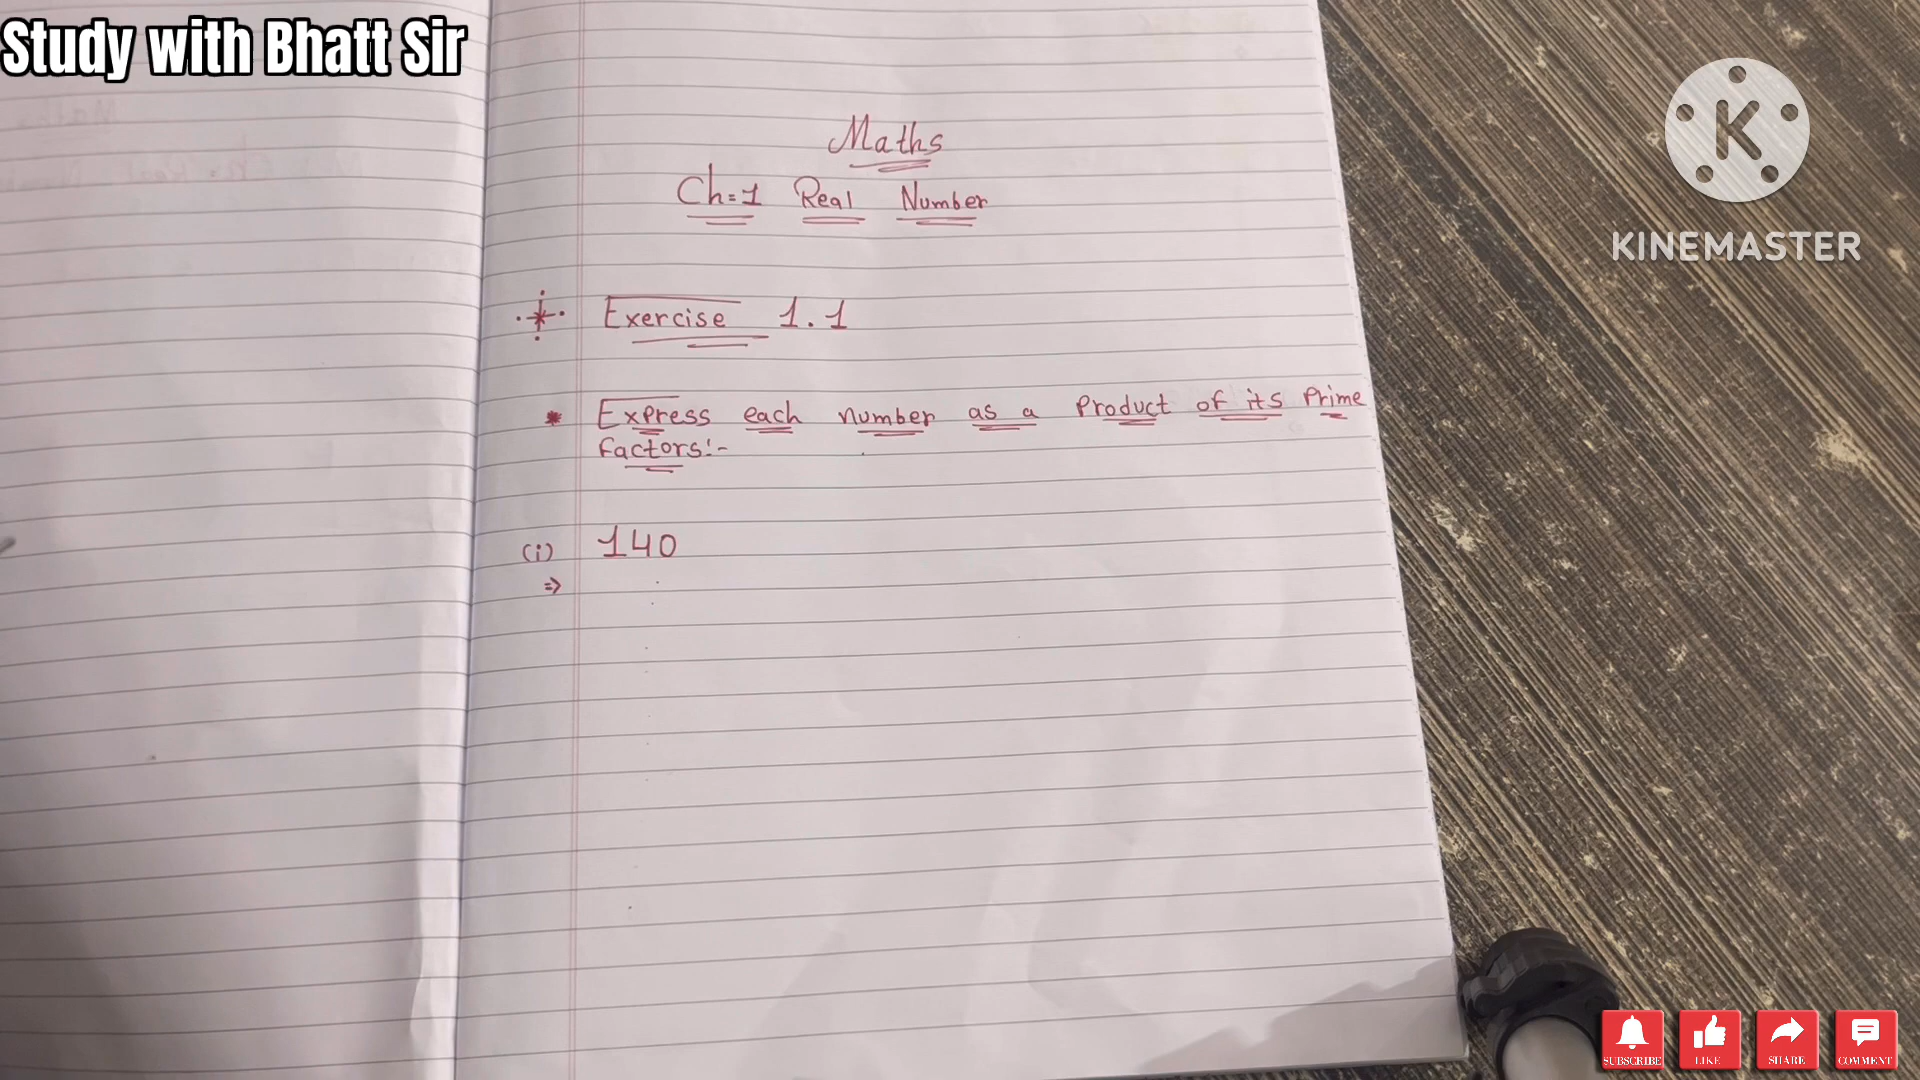 Study with Bhatt Sir
K
KINEMASTER
Maths
Ch=1 Real Number
Exercise 1.1
* Express each number as a Product of its Prime
Factors:-
(i) 140
⇒
SUBSCRIBE LIKE SHARE COMMENT